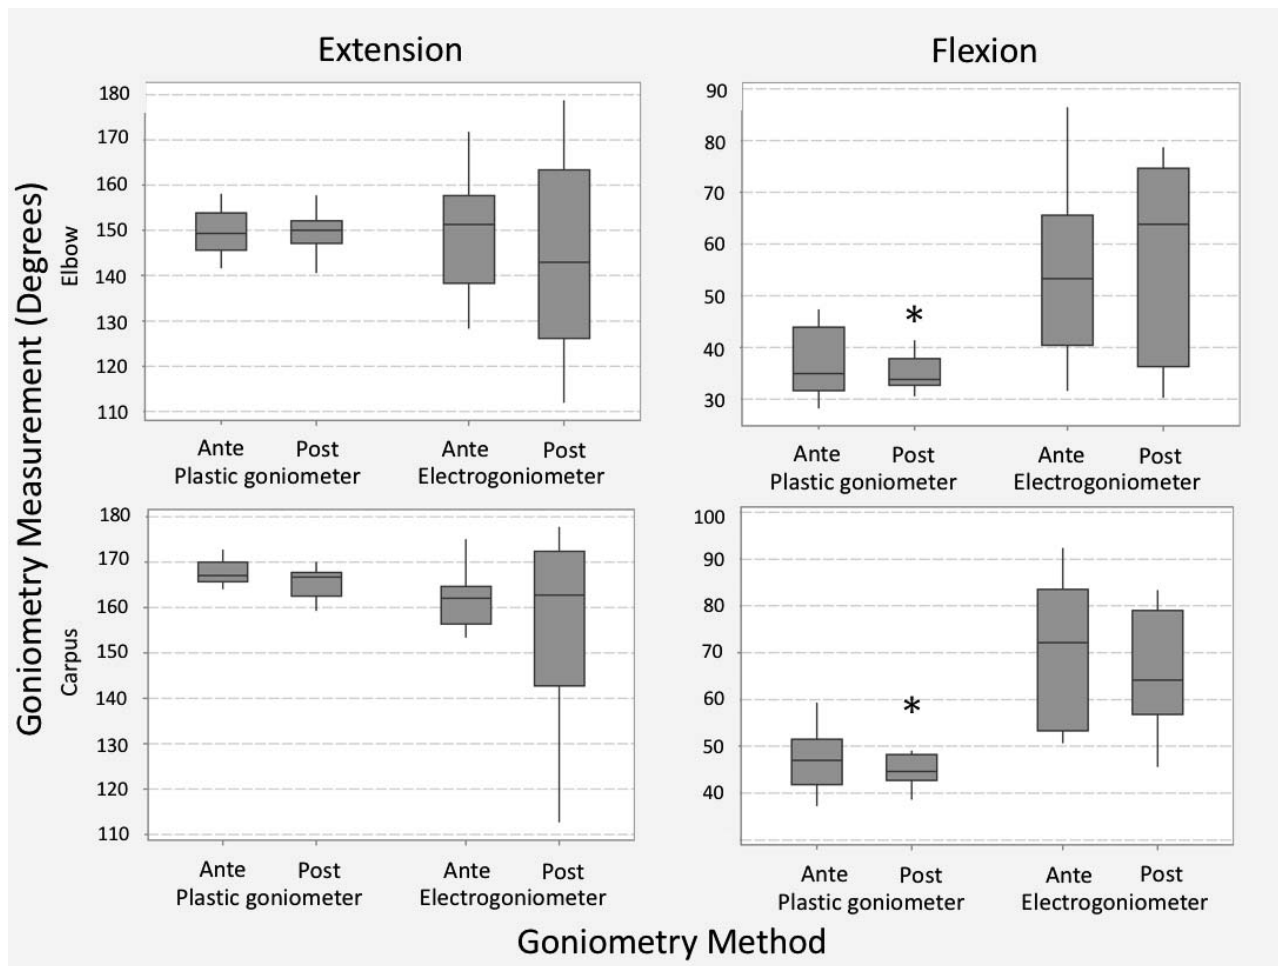 Extension
Flexion
Goniometry Measurement (Degrees)
Elbow
180
170
160
150
140
130
120
110
Ante
Post
Ante
Post
Plastic goniometer
Electrogoniometer
90
80
70
60
50
40
30
*
Ante
Post
Ante
Post
Plastic goniometer
Electrogoniometer
Carpus
180
170
160
150
140
130
120
110
Ante
Post
Ante
Post
Plastic goniometer
Electrogoniometer
100
90
80
70
60
50
40
*
Ante
Post
Ante
Post
Plastic goniometer
Electrogoniometer
Goniometry Method